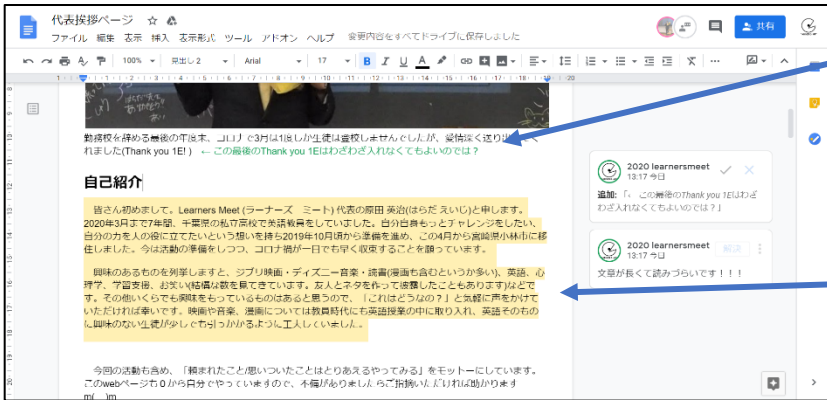 代表挨拶ページ
ファイル 編集 表示 挿入 表示形式 ツール アドオン ヘルプ 変更内容をすべてドライブに保存しました
共有
100% 見出し 2 Arial 17 B I U A
勤務校を辞める最後の年度末、コロナで3月は1度しか生徒は登校しませんでしたが、愛情深く送り出してく
れました(Thank you 1E! ) ← この最後のThank you 1Eはわざわざ入れなくてもよいのでは？
自己紹介
皆さん初めまして。Learners Meet (ラーナーズ ミート) 代表の原田 英治(はらだ えいじ)と申します。
2020年3月まで7年間、千葉県の私立高校で英語教員をしていました。自分自身もっとチャレンジをしたい、
自分の力を人の役に立てたいという想いを持ち2019年10月頃から準備を進め、この4月から宮崎県小林市に移
住しました。今は活動の準備をしつつ、コロナ禍が一日でも早く収束することを願っています。
興味のあるものを列挙しますと、ジブリ映画・ディズニー音楽・読書(漫画も含むというか多い)、英語、心
理学、学習支援、お笑い(結構な数を見てきています。友人とネタを作って披露したこともあります)などで
す。その他いくらでも興味をもっているものはあると思うので、「これはどうなの？」と気軽に声をかけて
いただければ幸いです。映画や音楽、漫画については教員時代にも英語授業の中に取り入れ、英語そのもの
に興味のない生徒が少しでも引っかかるように工夫していました。
今回の活動も含め、「頼まれたこと/思いついたことはとりあえるやってみる」をモットーにしています。
このwebページも０から自分でやっていますので、不備がありましたらご指摘いただければ助かります
m(__)m
2020 learnersmeet
13:17 今日
追加:「← この最後のThank you 1Eはわざ
わざ入れなくてもよいのでは？」
2020 learnersmeet
13:17 今日
解決
文章が長くて読みづらいです！！！